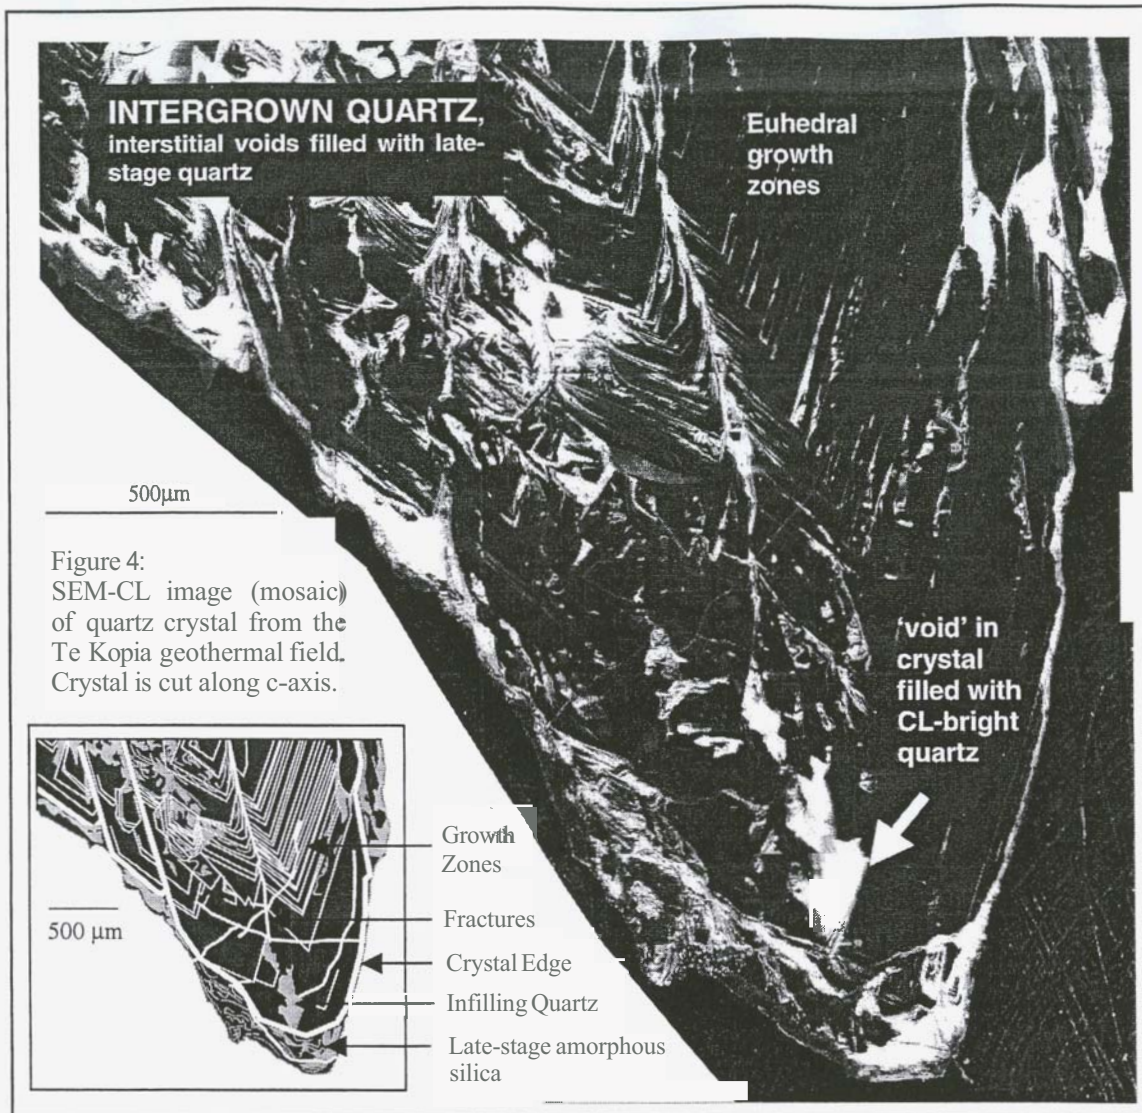 INTERGROWN QUARTZ,
interstitial voids filled with late-
stage quartz
Euhedral
growth
zones
500µm
Figure 4:
SEM-CL image (mosaic)
of quartz crystal from the
Te Kopia geothermal field.
Crystal is cut along c-axis.
'void' in
crystal
filled with
CL-bright
quartz
500 µm
Growth
Zones
Fractures
Crystal Edge
Infilling Quartz
Late-stage amorphous
silica